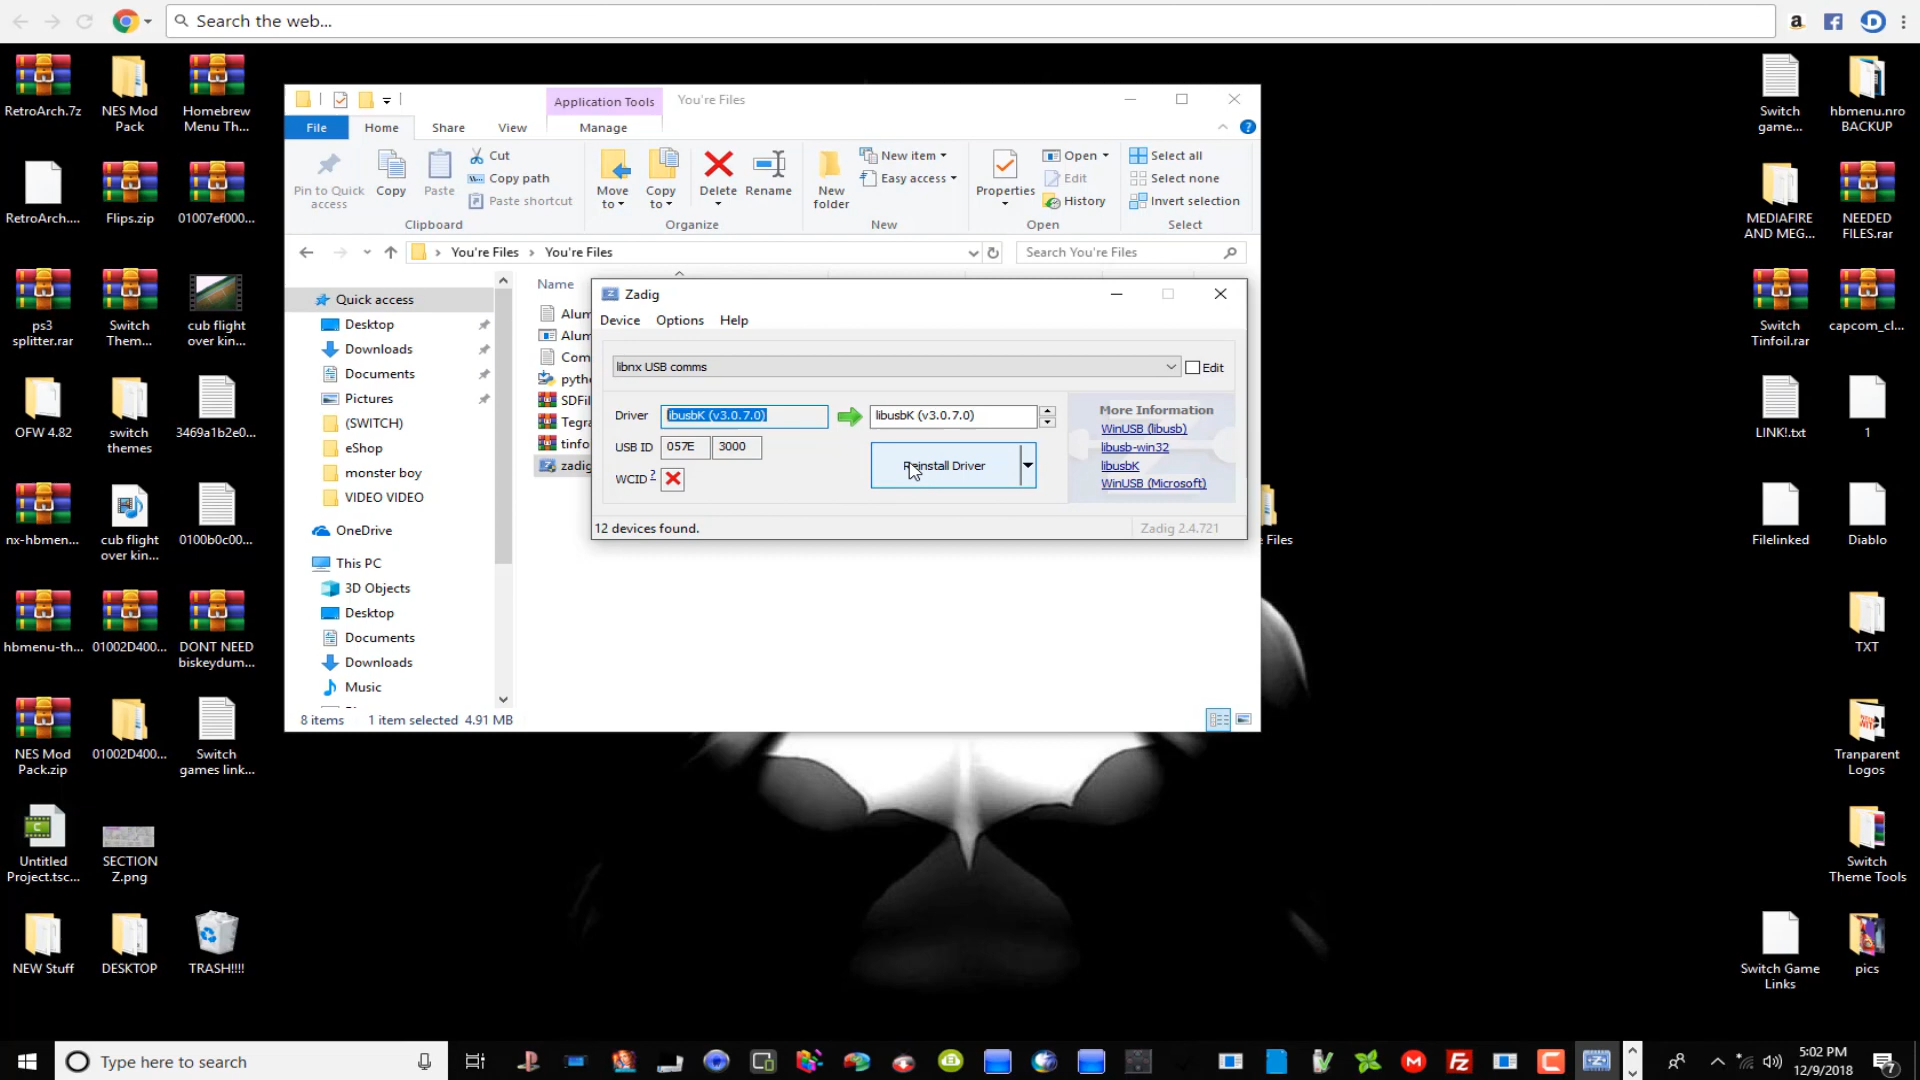 Search the web...
a
RetroArch.7z
NES Mod
Pack
Homebrew
Menu Th...
RetroArch....
Flips.zip
01007ef000...
ps3
splitter.rar
Switch
Them...
cub flight
over kin...
OFW 4.82
switch
themes
3469a1b2e0...
nx-hbmen...
cub flight
over kin...
0100b0c00...
hbmenu-th...
01002D400...
DONT NEED
biskeydum...
NES Mod
Pack.zip
01002D400...
Switch
games link...
Untitled
Project.tsc...
SECTION
Z.png
NEW Stuff
DESKTOP
TRASH!!!!
Application Tools
You're Files
File
Home
Share
View
Manage
Pin to Quick
access
Copy
Paste
Cut
Copy path
Paste shortcut
Clipboard
Move
to
Copy
to
Delete
Rename
Organize
New
folder
New item
Easy access
New
Properties
Open
Edit
History
Open
Select all
Select none
Invert selection
Select
You're Files
You're Files
Search You're Files
Quick access
Desktop
Downloads
Documents
Pictures
(SWITCH)
eShop
monster boy
VIDEO VIDEO
OneDrive
This PC
3D Objects
Desktop
Documents
Downloads
Music
Name
Alum
Alum
Com
pyth
SDFil
Tegra
tinfo
zadig
8 items
1 item selected 4.91 MB
Zadig
Device
Options
Help
libnx USB comms
Edit
Driver
libusbK (v3.0.7.0)
libusbK (v3.0.7.0)
USB ID
057E
3000
WCID ?
Reinstall Driver
More Information
WinUSB (libusb)
libusb-win32
libusbK
WinUSB (Microsoft)
12 devices found.
Zadig 2.4.721
e Files
Switch
game...
hbmenu.nro
BACKUP
MEDIAFIRE
AND MEG...
NEEDED
FILES.rar
Switch
Tinfoil.rar
capcom_cl...
LINK!.txt
1
Filelinked
Diablo
TXT
Tranparent
Logos
Switch
Theme Tools
Switch Game
Links
pics
Type here to search
5:02 PM
12/9/2018
7